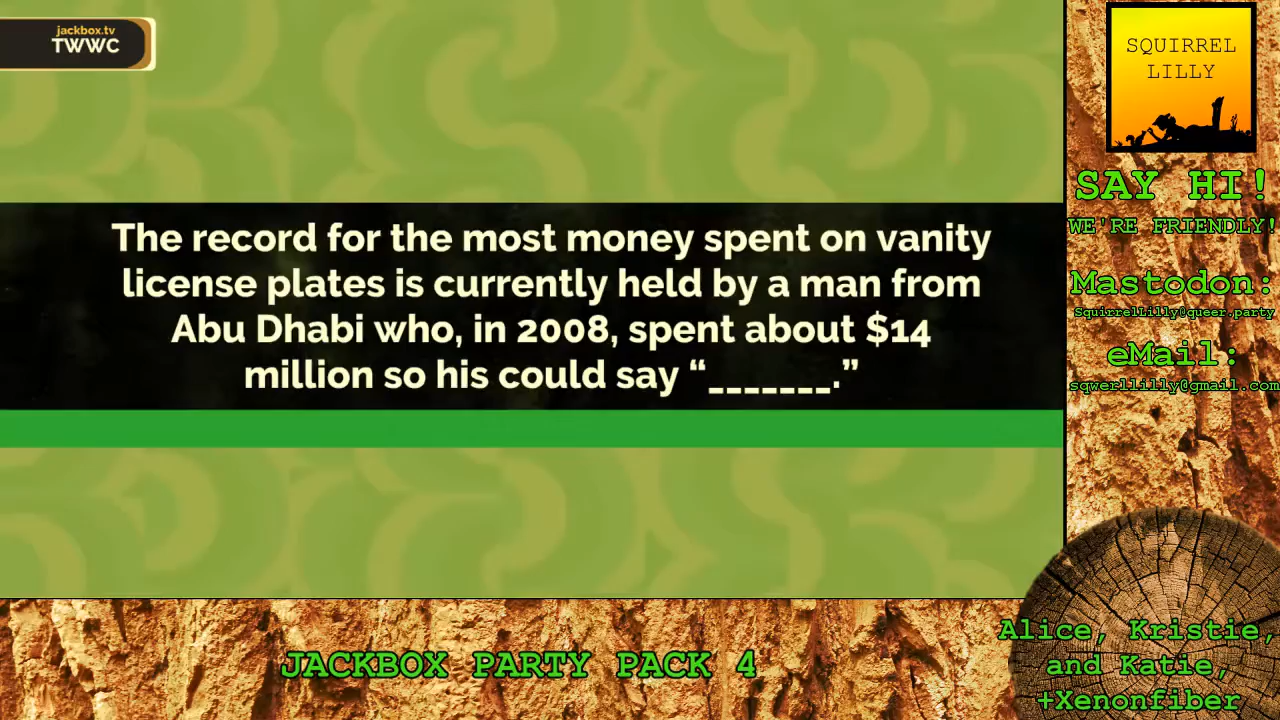 jackbox.tv
TWWC
The record for the most money spent on vanity
license plates is currently held by a man from
Abu Dhabi who, in 2008, spent about $14
million so his could say “_______.”
SQUIRREL
LILLY
SAY HI!
WE'RE FRIENDLY!
Mastodon:
SquirrelLilly@queer.party
eMail:
sqwerllilly@gmail.com
JACKBOX PARTY PACK 4
Alice, Kristie,
and Katie,
+Xenonfiber